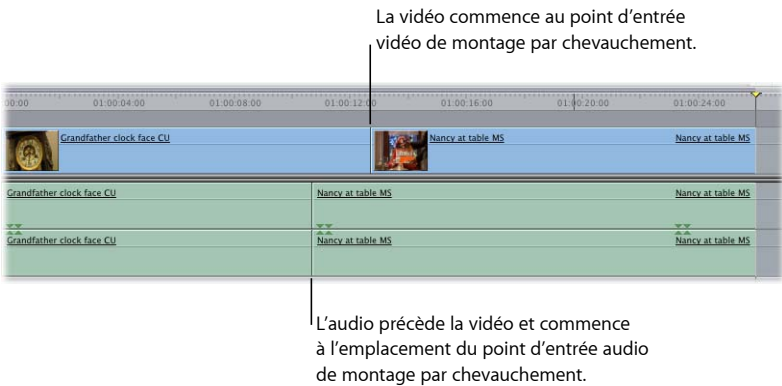 La vidéo commence au point d’entrée
vidéo de montage par chevauchement.
00:00 01:00:04:00 01:00:08:00 01:00:12:00 01:00:16:00 01:00:20:00 01:00:24:00
Grandfather clock face CU Nancy at table MS Nancy at table MS
Grandfather clock face CU Nancy at table MS Nancy at table MS
Grandfather clock face CU Nancy at table MS Nancy at table MS
L’audio précède la vidéo et commence
à l’emplacement du point d’entrée audio
de montage par chevauchement.